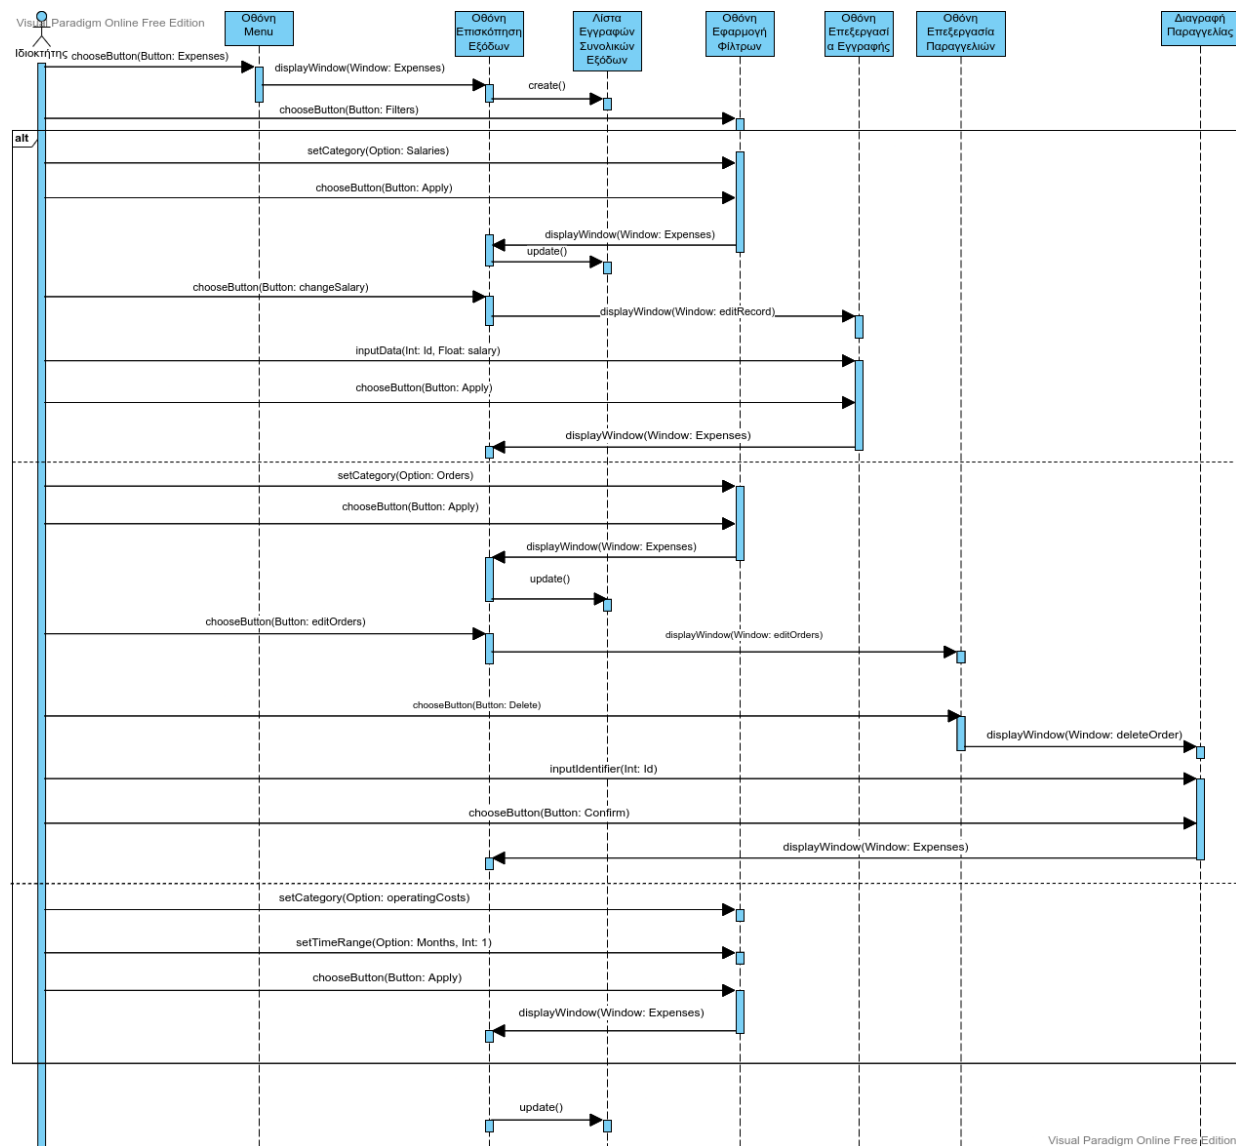 Visual Paradigm Online Free Edition
Ιδιοκτήτης
Οθόνη
Menu
Οθόνη
Επισκόπηση
Εξόδων
Λίστα
Εγγραφών
Συνολικών
Εξόδων
Οθόνη
Εφαρμογή
Φίλτρων
Οθόνη
Επεξεργασί
α Εγγραφής
Οθόνη
Επεξεργασία
Παραγγελιών
Διαγραφή
Παραγγελίας
chooseButton(Button: Expenses)
displayWindow(Window: Expenses)
create()
chooseButton(Button: Filters)
alt
setCategory(Option: Salaries)
chooseButton(Button: Apply)
displayWindow(Window: Expenses)
update()
chooseButton(Button: changeSalary)
displayWindow(Window: editRecord)
inputData(Int: Id, Float: salary)
chooseButton(Button: Apply)
displayWindow(Window: Expenses)
setCategory(Option: Orders)
chooseButton(Button: Apply)
displayWindow(Window: Expenses)
update()
chooseButton(Button: editOrders)
displayWindow(Window: editOrders)
chooseButton(Button: Delete)
displayWindow(Window: deleteOrder)
inputIdentifier(Int: Id)
chooseButton(Button: Confirm)
displayWindow(Window: Expenses)
setCategory(Option: operatingCosts)
setTimeRange(Option: Months, Int: 1)
chooseButton(Button: Apply)
displayWindow(Window: Expenses)
update()
Visual Paradigm Online Free Edition